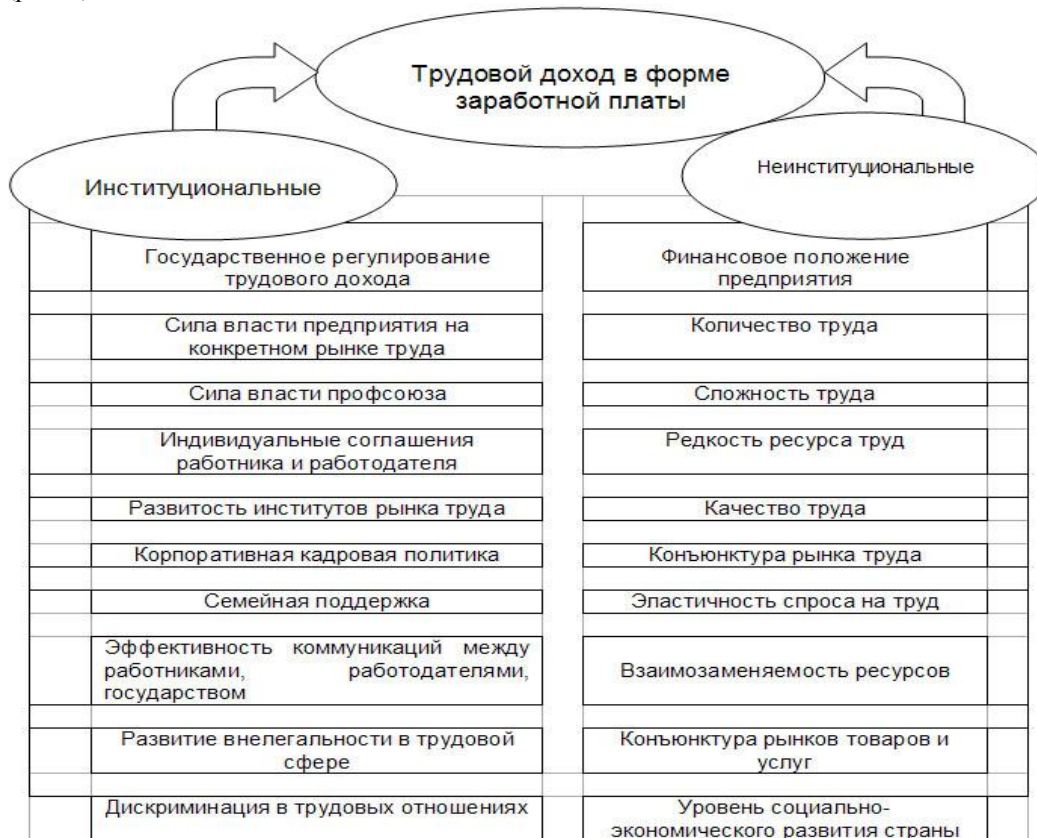 Трудовой доход в форме
заработной платы
Институциональные
Неинституциональные
Государственное регулирование
трудового дохода
Финансовое положение
предприятия
Сила власти предприятия на
конкретном рынке труда
Количество труда
Сила власти профсоюза
Сложность труда
Индивидуальные соглашения
работника и работодателя
Редкость ресурса труд
Развитость институтов рынка труда
Качество труда
Корпоративная кадровая политика
Конъюнктура рынка труда
Семейная поддержка
Эластичность спроса на труд
Эффективность коммуникаций между
работниками, работодателями,
государством
Взаимозаменяемость ресурсов
Развитие внелегальности в трудовой
сфере
Конъюнктура рынков товаров и
услуг
Дискриминация в трудовых отношениях
Уровень социально-
экономического развития страны